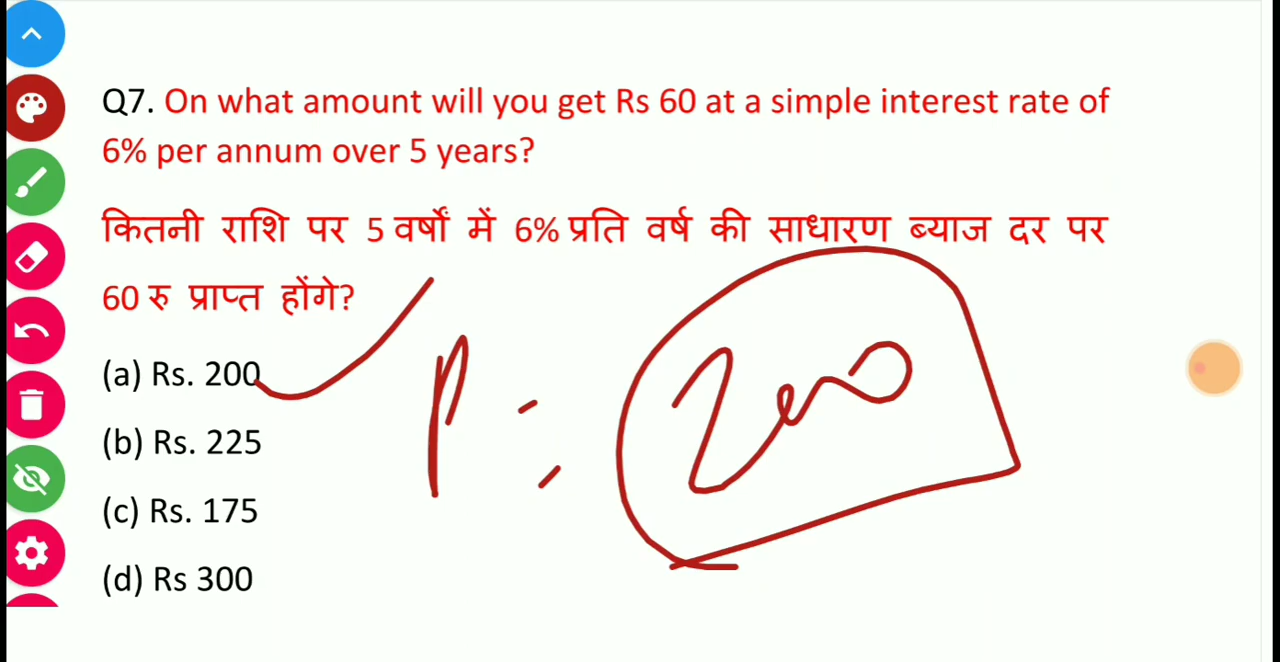 Q7. On what amount will you get Rs 60 at a simple interest rate of
6% per annum over 5 years?
कितनी राशि पर 5 वर्षों में 6% प्रति वर्ष की साधारण ब्याज दर पर
60 रु प्राप्त होंगे?
(a) Rs. 200
(b) Rs. 225
(c) Rs. 175
(d) Rs 300
P = 200